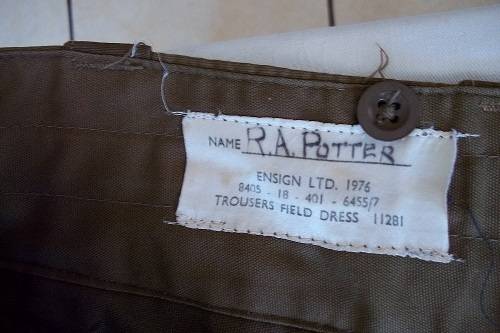 NAME R.A. POTTER
ENSIGN LTD. 1976
8405 - 18 - 401 - 6455/7
TROUSERS FIELD DRESS 11281